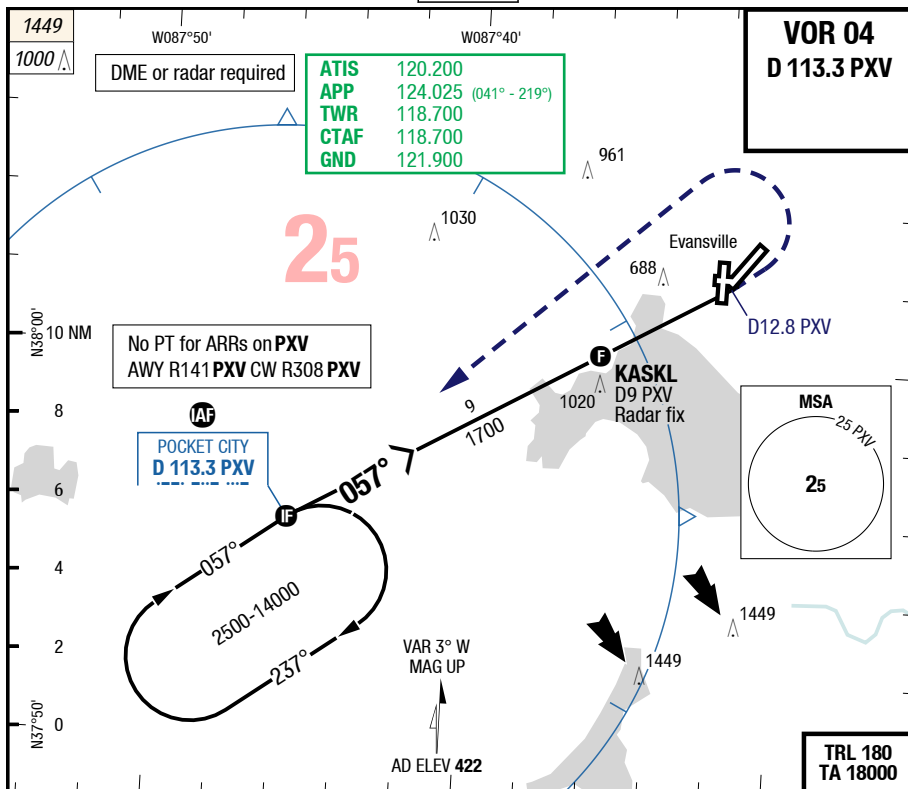 1449
1000
W087°50'
W087°40'
VOR 04
D 113.3 PXV
DME or radar required
ATIS 120.200
APP 124.025 (041° - 219°)
TWR 118.700
CTAF 118.700
GND 121.900
961
1030
25
Evansville
688
D12.8 PXV
N38°00'
10 NM
No PT for ARRs on PXV
AWY R141 PXV CW R308 PXV
F
KASKL
D9 PXV
Radar fix
1020
9
1700
MSA
25 PXV
25
8
IAF
POCKET CITY
D 113.3 PXV
057°
6
IF
057°
4
2500-14000
237°
2
VAR 3° W
MAG UP
1449
1449
N37°50'
0
AD ELEV 422
TRL 180
TA 18000